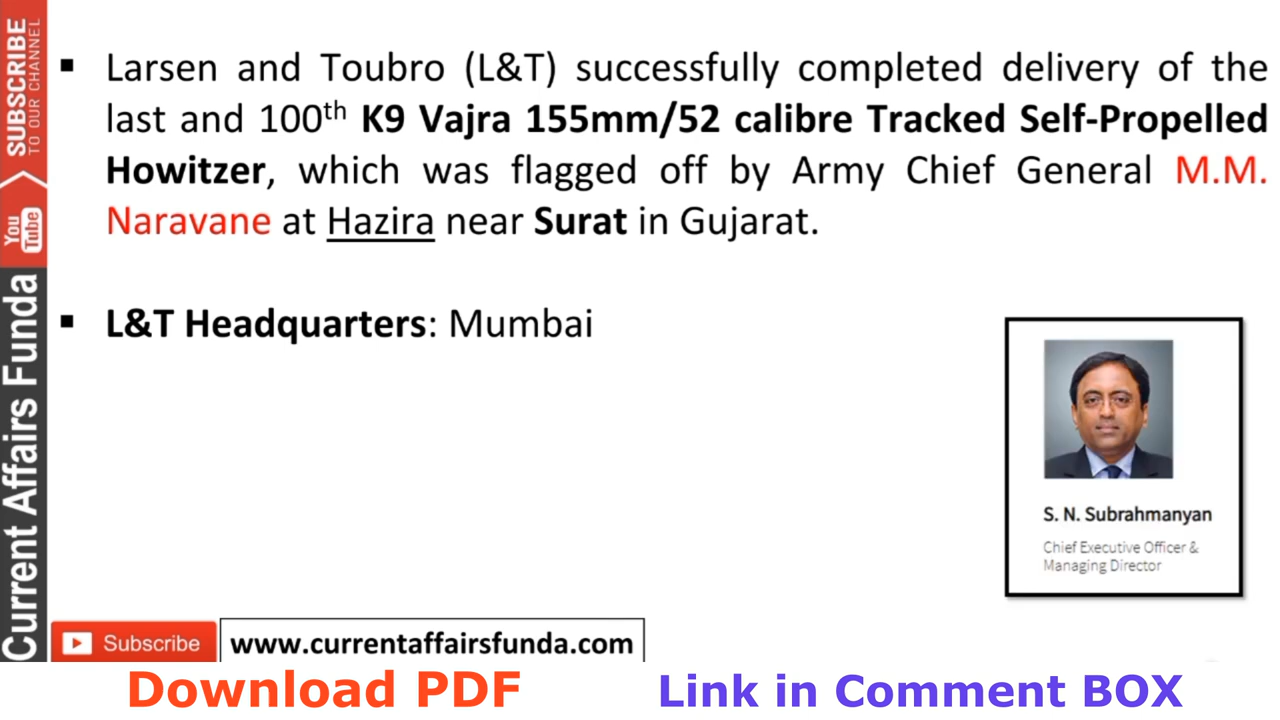 SUBSCRIBE
TO OUR CHANNEL
You
Tube
Current Affairs Funda
▪ Larsen and Toubro (L&T) successfully completed delivery of the
last and 100th K9 Vajra 155mm/52 calibre Tracked Self-Propelled
Howitzer, which was flagged off by Army Chief General M.M.
Naravane at Hazira near Surat in Gujarat.
▪ L&T Headquarters: Mumbai
S. N. Subrahmanyan
Chief Executive Officer &
Managing Director
Subscribe
www.currentaffairsfunda.com
Download PDF
Link in Comment BOX